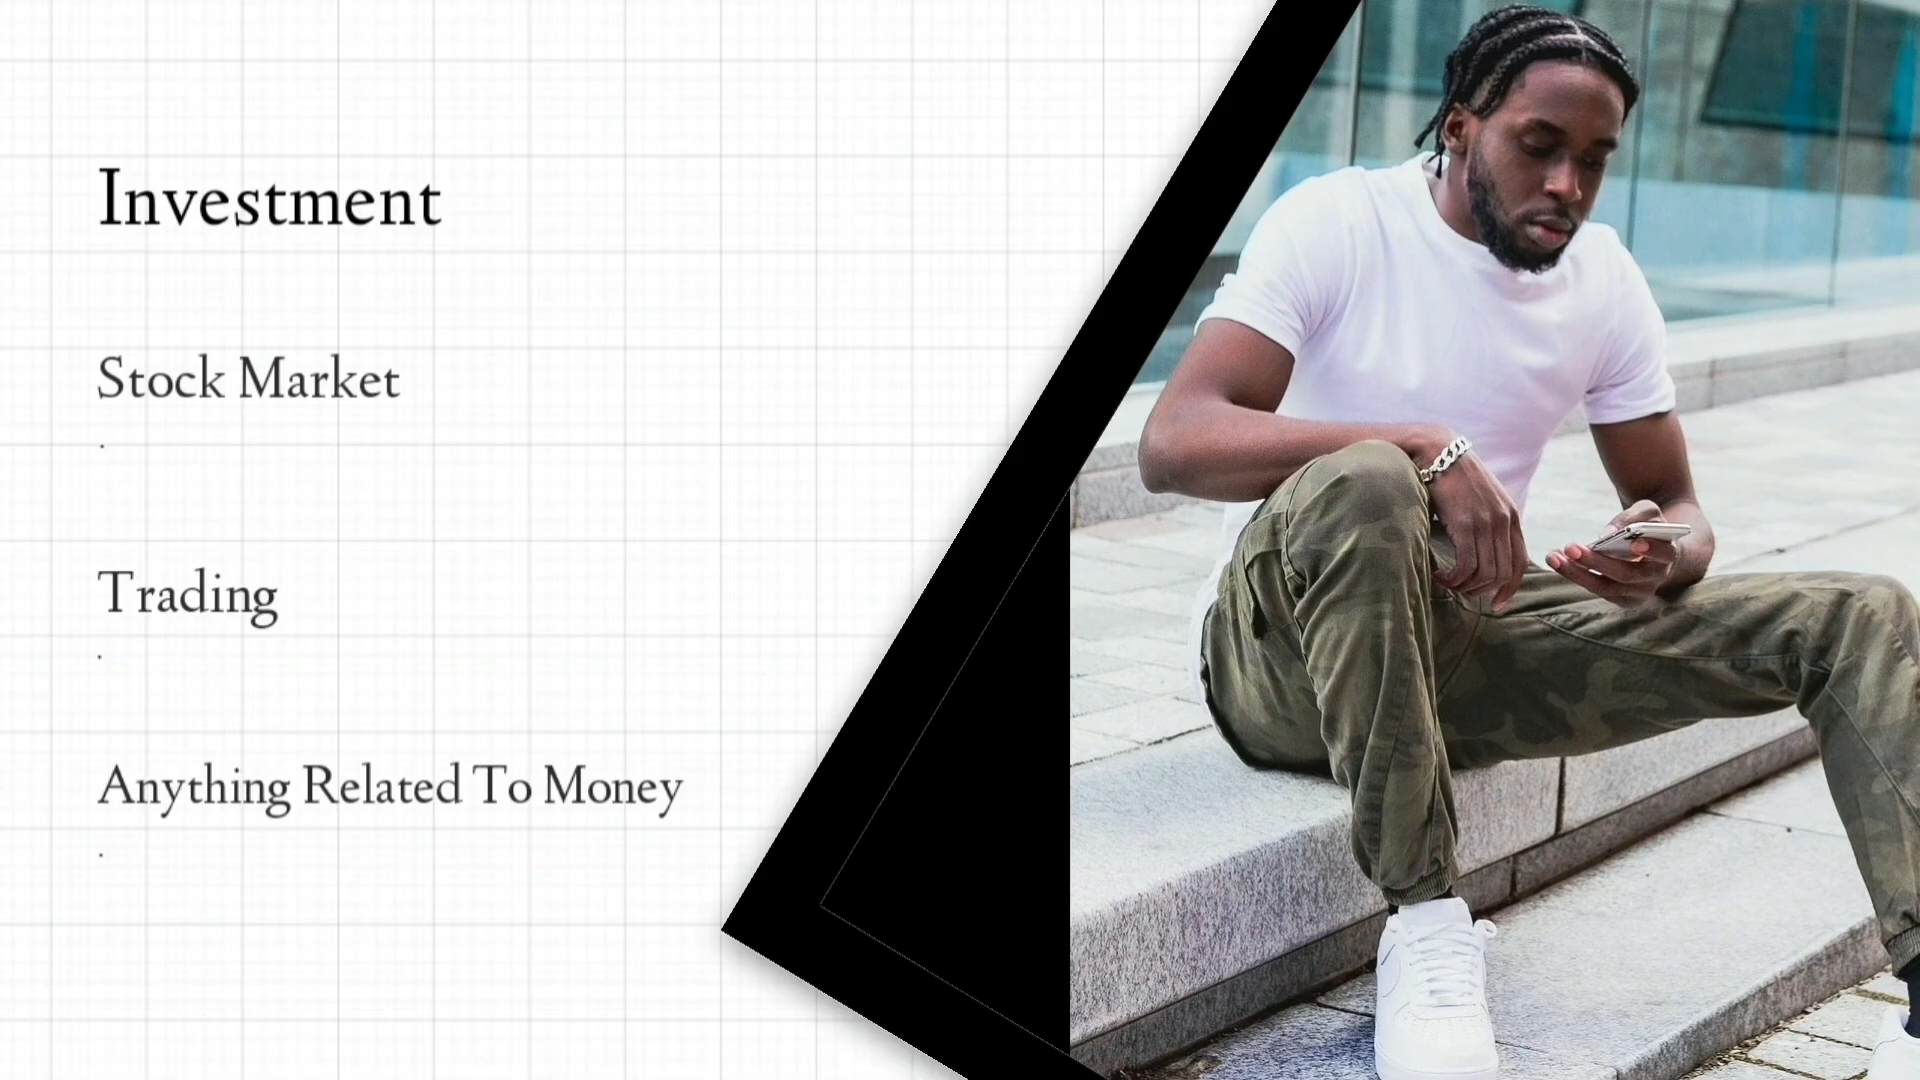 Investment
Stock Market
.
Trading
.
Anything Related To Money
.